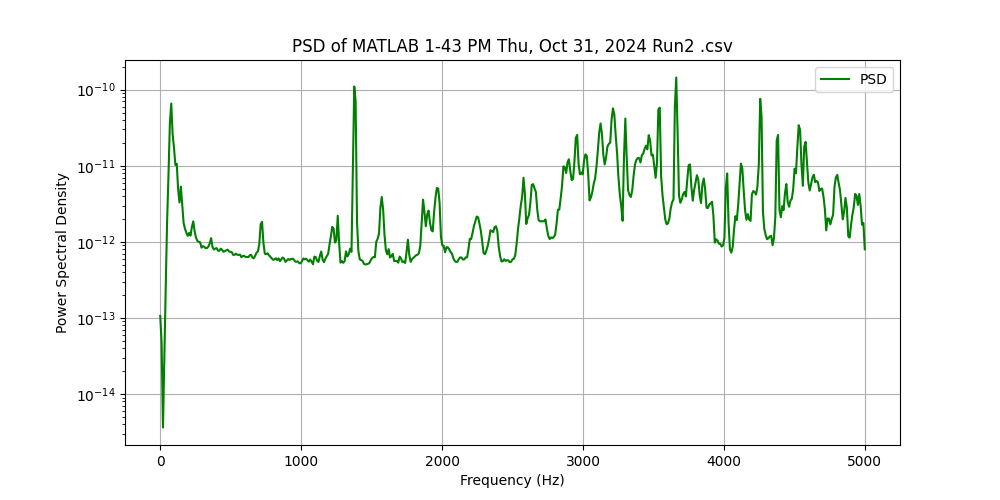 PSD of MATLAB 1-43 PM Thu, Oct 31, 2024 Run2 .csv
PSD
Power Spectral Density
10⁻¹⁰
10⁻¹¹
10⁻¹²
10⁻¹³
10⁻¹⁴
0 1000 2000 3000 4000 5000
Frequency (Hz)